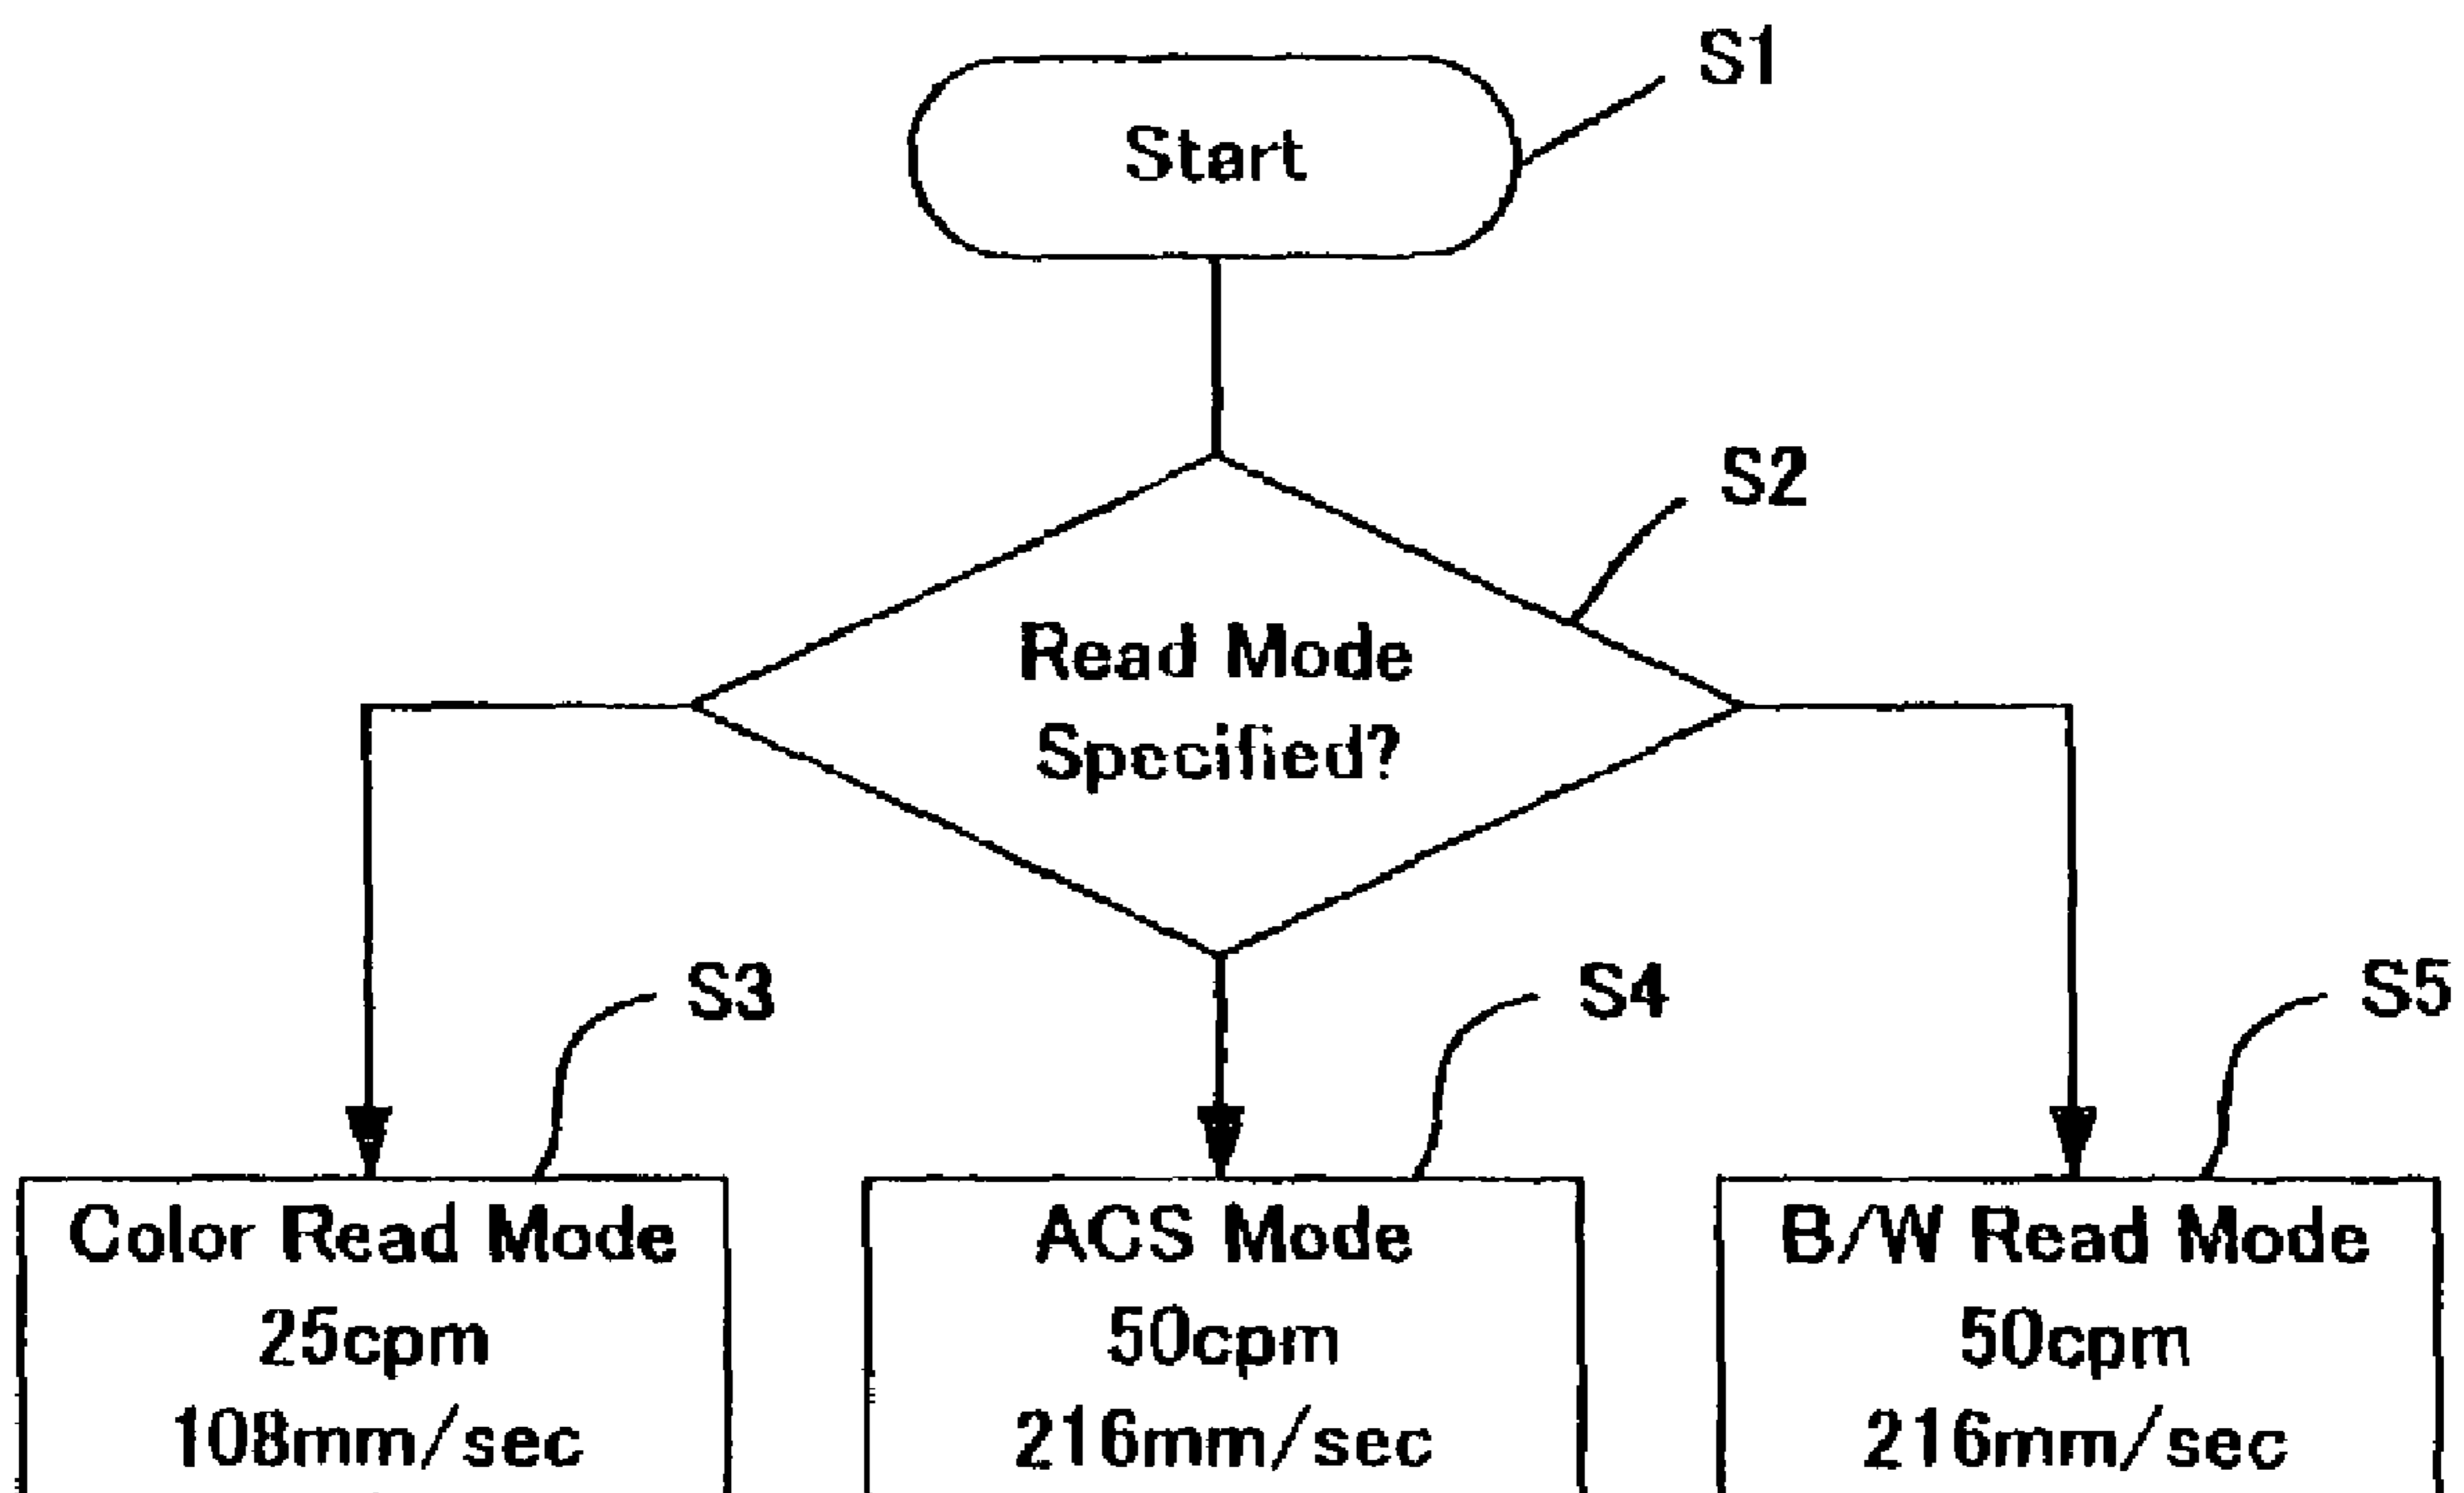 S1
Start
S2
Read Mode
Specified?
S3
S4
S5
Color Read Mode
25cpm
108mm/sec
ACS Mode
50cpm
216mm/sec
B/W Read Mode
50cpm
216mm/sec